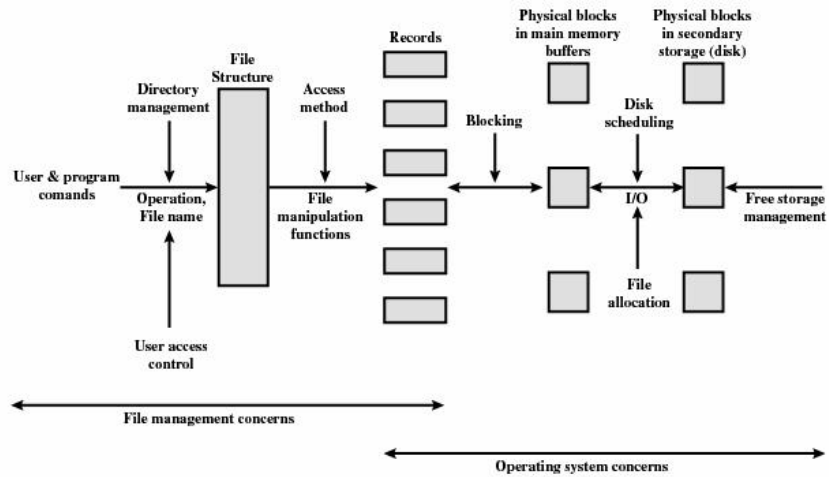 Physical blocks
in main memory
buffers
Physical blocks
in secondary
storage (disk)
Records
File
Structure
Directory
management
Access
method
Blocking
Disk
scheduling
User & program
comands
Operation,
File name
File
manipulation
functions
I/O
Free storage
management
File
allocation
User access
control
File management concerns
Operating system concerns